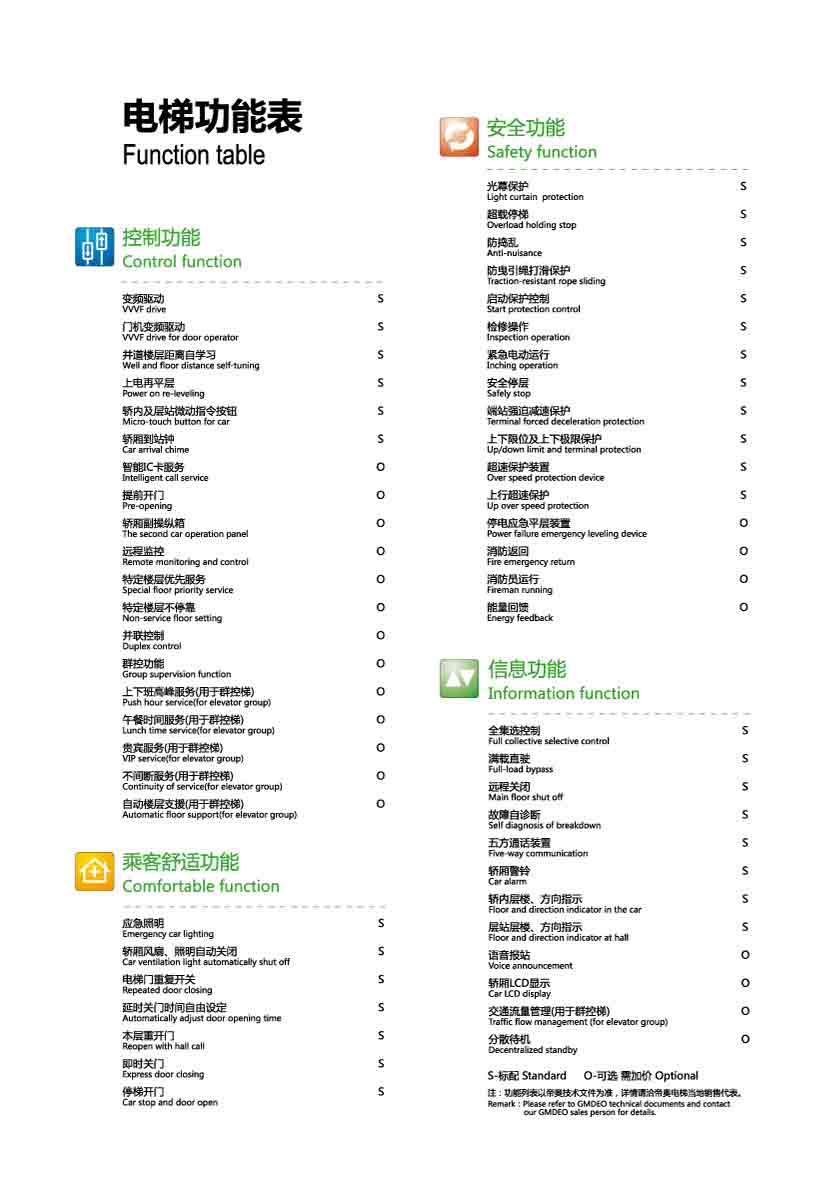 电梯功能表
Function table
控制功能
Control function
变频驱动 S
VVVF drive
门机变频驱动 S
VVVF drive for door operator
井道楼层距离自学习 S
Well and floor distance self-tuning
上电再平层 S
Power on re-leveling
轿内及层站微动指令按钮 S
Micro-touch button for car
轿厢到站钟 S
Car arrival chime
智能IC卡服务 O
Intelligent call service
提前开门 O
Pre-opening
轿厢副操纵箱 O
The second car operation panel
远程监控 O
Remote monitoring and control
特定楼层优先服务 O
Special floor priority service
特定楼层不停靠 O
Non-service floor setting
并联控制 O
Duplex control
群控功能 O
Group supervision function
上下班高峰服务(用于群控梯) O
Push hour service(for elevator group)
午餐时间服务(用于群控梯) O
Lunch time service(for elevator group)
贵宾服务(用于群控梯) O
VIP service(for elevator group)
不间断服务(用于群控梯) O
Continuity of service(for elevator group)
自动楼层支援(用于群控梯) O
Automatic floor support(for elevator group)
乘客舒适功能
Comfortable function
应急照明 S
Emergency car lighting
轿厢风扇、照明自动关闭 S
Car ventilation light automatically shut off
电梯门重复开关 S
Repeated door closing
延时关门时间自由设定 S
Automatically adjust door opening time
本层重开门 S
Reopen with hall call
即时关门 S
Express door closing
停梯开门 S
Car stop and door open
安全功能
Safety function
光幕保护 S
Light curtain protection
超载停梯 S
Overload holding stop
防捣乱 S
Anti-nuisance
防曳引绳打滑保护 S
Traction-resistant rope sliding
启动保护控制 S
Start protection control
检修操作 S
Inspection operation
紧急电动运行 S
Inching operation
安全停层 S
Safely stop
端站强迫减速保护 S
Terminal forced deceleration protection
上下限位及上下极限保护 S
Up/down limit and terminal protection
超速保护装置 S
Over speed protection device
上行超速保护 S
Up over speed protection
停电应急平层装置 O
Power failure emergency leveling device
消防返回 O
Fire emergency return
消防员运行 O
Fireman running
能量回馈 O
Energy feedback
信息功能
Information function
全集选控制 S
Full collective selective control
满载直驶 S
Full-load bypass
远程关闭 S
Main floor shut off
故障自诊断 S
Self diagnosis of breakdown
五方通话装置 S
Five-way communication
轿厢警铃 S
Car alarm
轿内层楼、方向指示 S
Floor and direction indicator in the car
层站层楼、方向指示 S
Floor and direction indicator at hall
语音报站 O
Voice announcement
轿厢LCD显示 O
Car LCD display
交通流量管理(用于群控梯) O
Traffic flow management (for elevator group)
分散待机 O
Decentralized standby
S-标配 Standard O-可选 需加价 Optional
注：功能列表以帝奥技术文件为准，详情请洽帝奥电梯当地销售代表。
Remark : Please refer to GMDEO technical documents and contact
our GMDEO sales person for details.